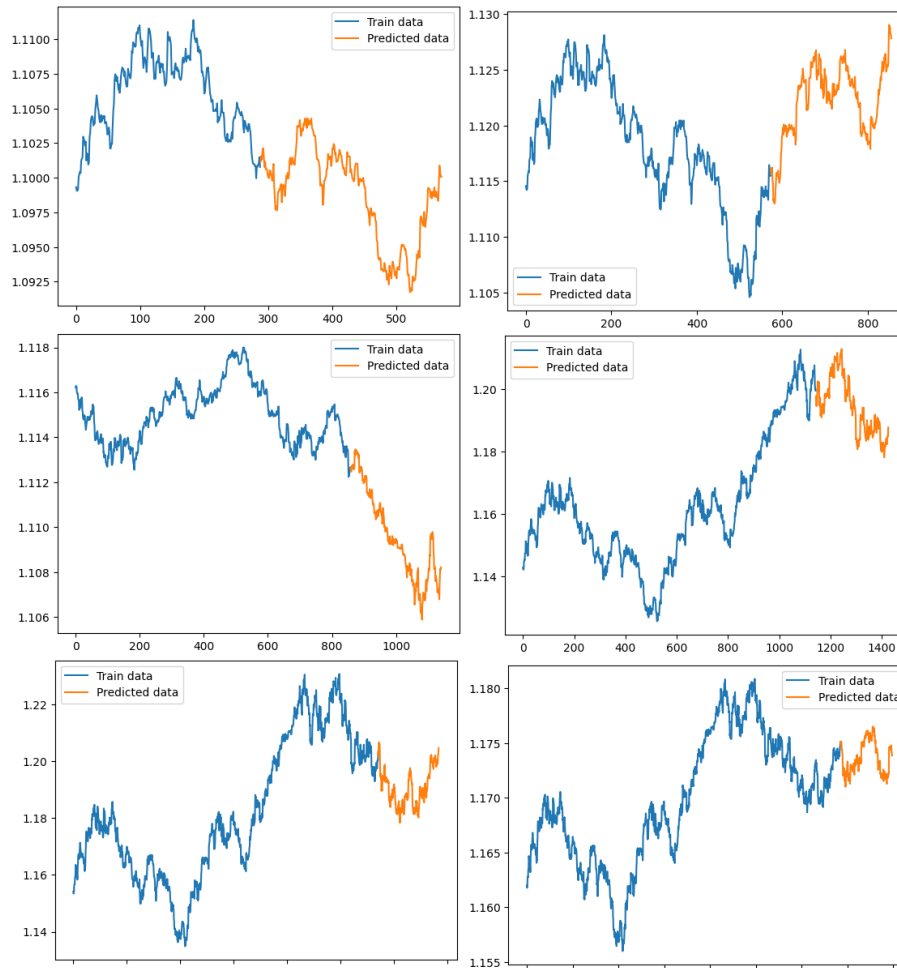 1.1100
1.1075
1.1050
1.1025
1.1000
1.0975
1.0950
1.0925
0 100 200 300 400 500
Train data
Predicted data
1.130
1.125
1.120
1.115
1.110
1.105
0 200 400 600 800
Train data
Predicted data
1.118
1.116
1.114
1.112
1.110
1.108
1.106
0 200 400 600 800 1000
Train data
Predicted data
1.20
1.18
1.16
1.14
0 200 400 600 800 1000 1200 1400
Train data
Predicted data
1.22
1.20
1.18
1.16
1.14
Train data
Predicted data
1.180
1.175
1.170
1.165
1.160
1.155
Train data
Predicted data